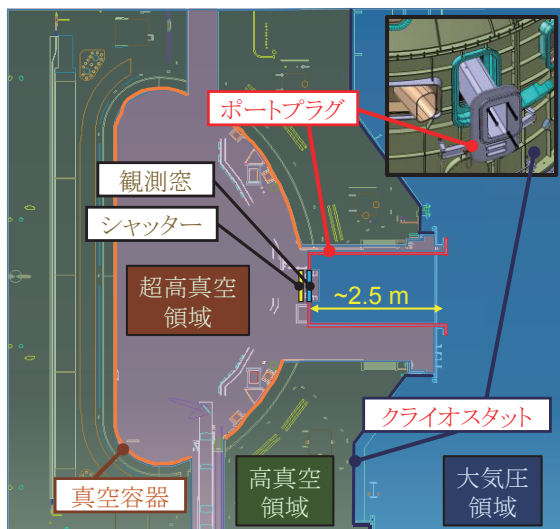 ポートプラグ
観測窓
シャッター
超高真空
領域
~2.5 m
クライオスタット
真空容器
高真空
領域
大気圧
領域